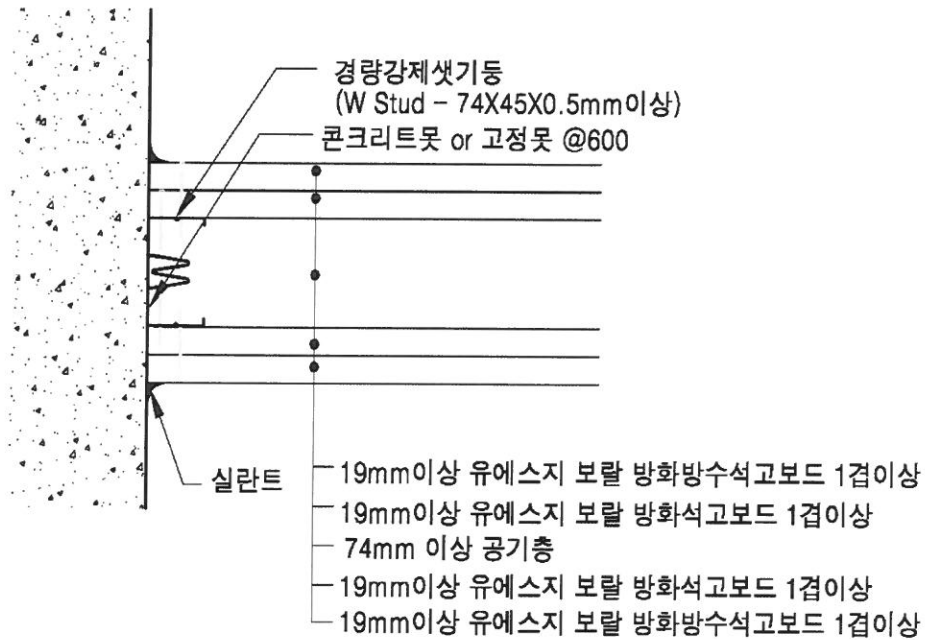 경량강제샛기둥
(W Stud - 74X45X0.5mm이상)
콘크리트못 or 고정못 @600
실란트
19mm이상 유에스지 보랄 방화방수석고보드 1겹이상
19mm이상 유에스지 보랄 방화석고보드 1겹이상
74mm 이상 공기층
19mm이상 유에스지 보랄 방화석고보드 1겹이상
19mm이상 유에스지 보랄 방화방수석고보드 1겹이상